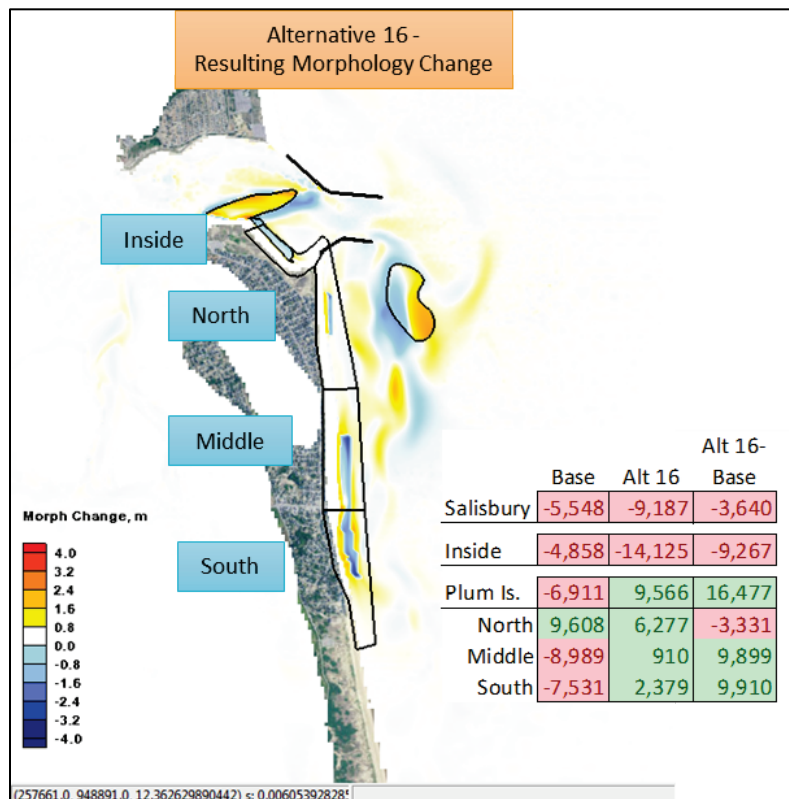 Alternative 16 -
Resulting Morphology Change
Inside
North
Middle
South
Morph Change, m
4.0
3.2
2.4
1.6
0.8
0.0
-0.8
-1.6
-2.4
-3.2
-4.0
Alt 16-
Base Alt 16 Base
Salisbury -5,548 -9,187 -3,640
Inside -4,858 -14,125 -9,267
Plum Is. -6,911 9,566 16,477
North 9,608 6,277 -3,331
Middle -8,989 910 9,899
South -7,531 2,379 9,910
(257661.0, 948891.0, 12.362629890442) s: 0.006053928285